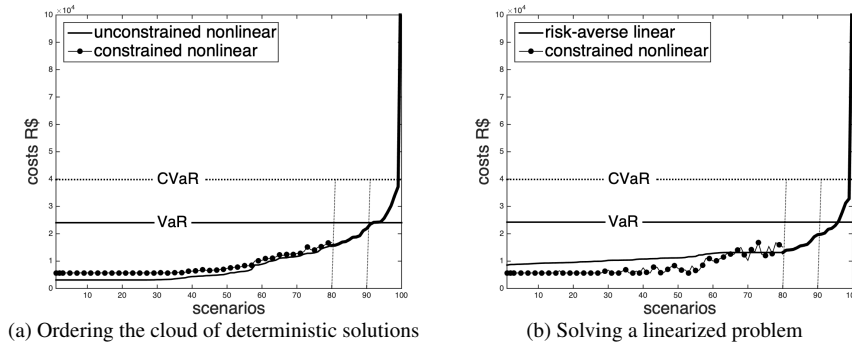 ×10⁴
10
9
8
7
6
5
4
3
2
1
0
costs R$
unconstrained nonlinear
constrained nonlinear
CVaR
VaR
10 20 30 40 50 60 70 80 90 100
scenarios
(a) Ordering the cloud of deterministic solutions
×10⁴
10
9
8
7
6
5
4
3
2
1
0
costs R$
risk-averse linear
constrained nonlinear
CVaR
VaR
10 20 30 40 50 60 70 80 90 100
scenarios
(b) Solving a linearized problem